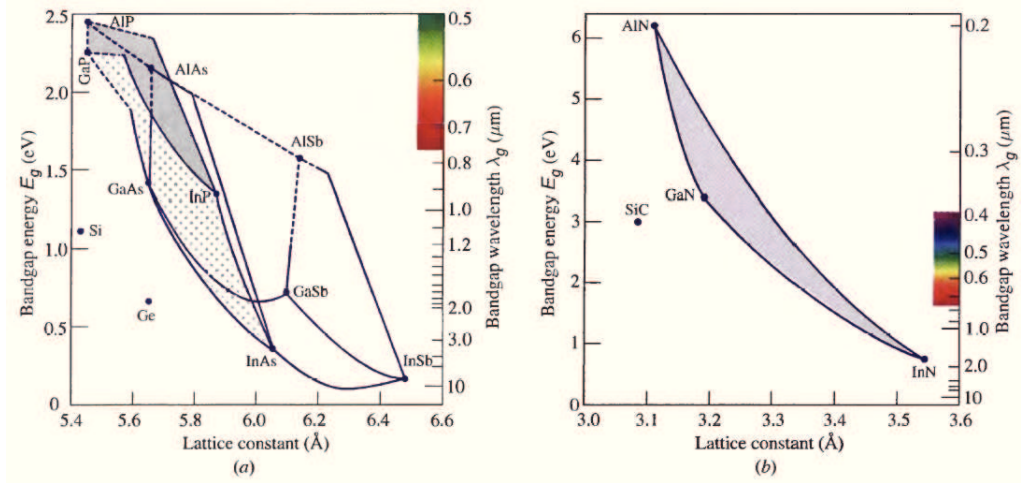 2.5
2.0
1.5
1.0
0.5
0
Bandgap energy Eg (eV)
AlP
GaP
AlAs
AlSb
GaAs
InP
Si
Ge
GaSb
InAs
InSb
5.4
5.6
5.8
6.0
6.2
6.4
6.6
Lattice constant (Å)
(a)
0.5
0.6
0.7
0.8
1.0
1.2
2.0
3.0
10
Bandgap wavelength λg (μm)
6
5
4
3
2
1
0
Bandgap energy Eg (eV)
AlN
GaN
SiC
InN
3.0
3.1
3.2
3.3
3.4
3.5
3.6
Lattice constant (Å)
(b)
0.2
0.3
0.4
0.5
0.6
1.0
2.0
10
Bandgap wavelength λg (μm)